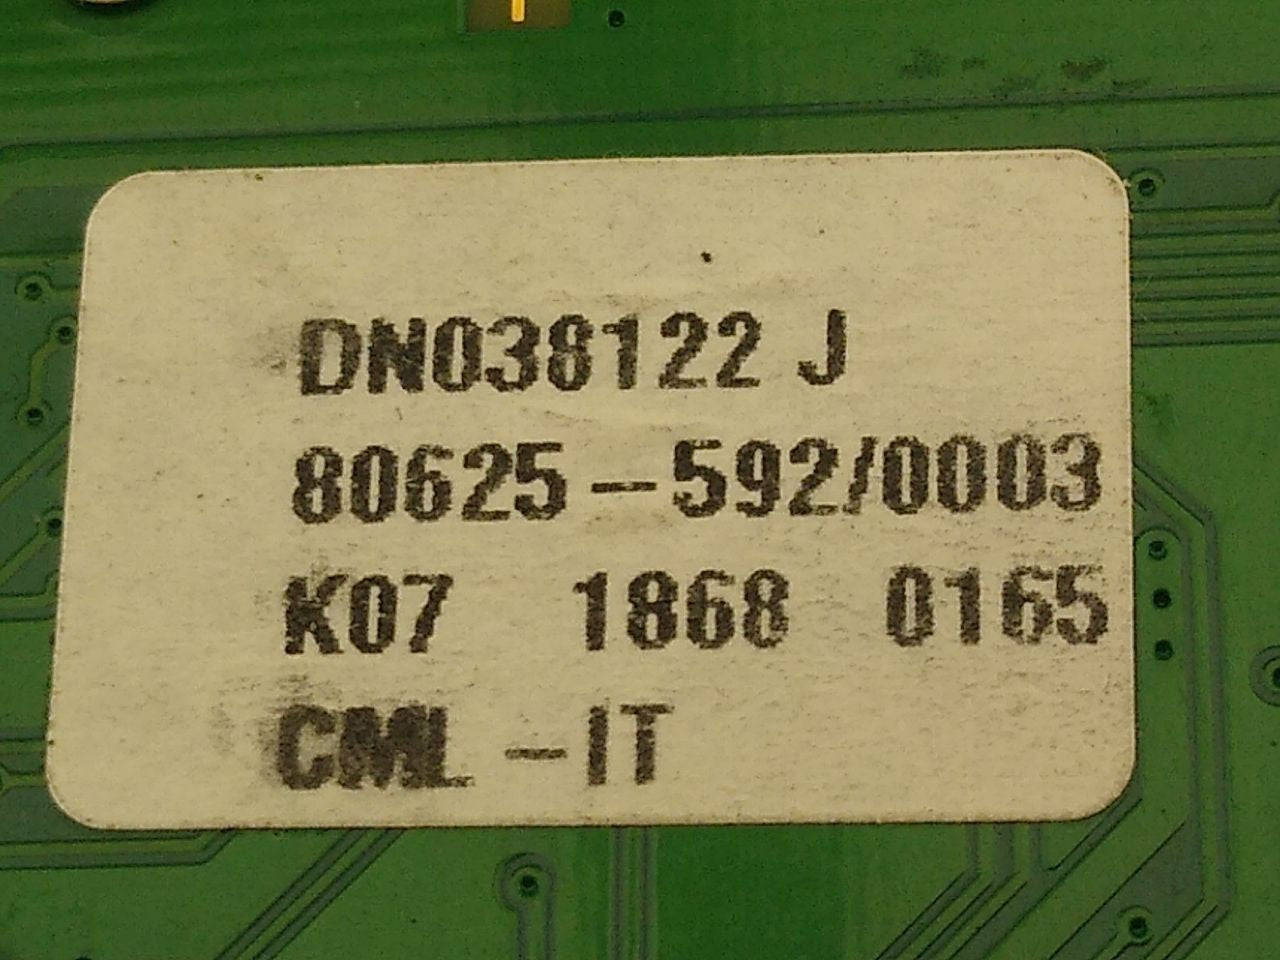 DN038122 J
80625-592/0003
K07 1868 0165
CML-IT